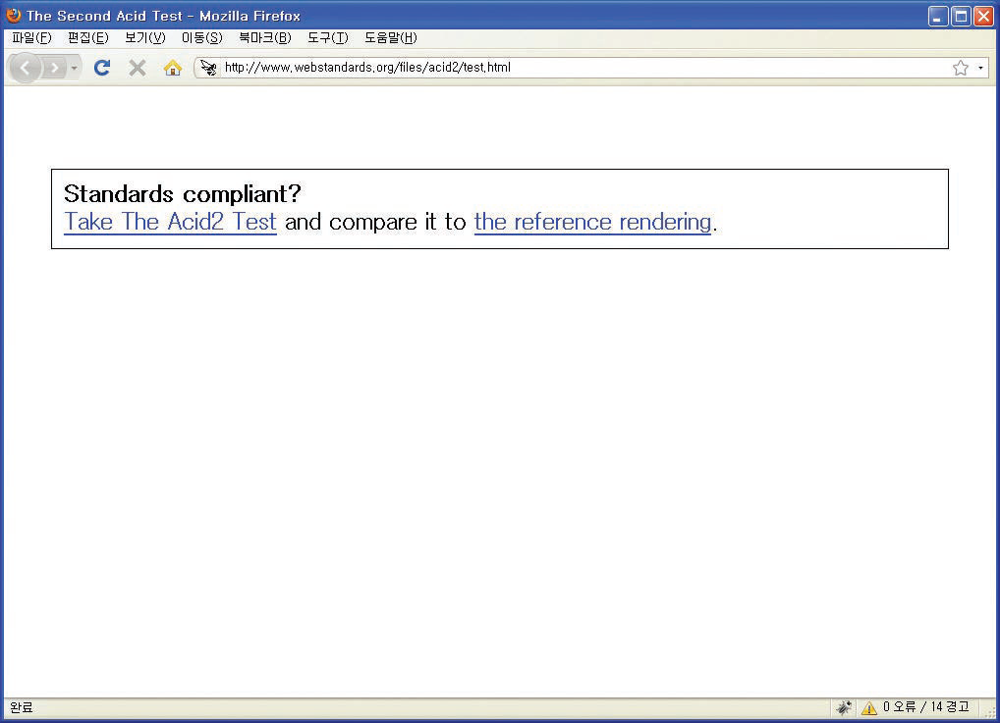 The Second Acid Test - Mozilla Firefox
파일(F) 편집(E) 보기(V) 이동(S) 북마크(B) 도구(T) 도움말(H)
http://www.webstandards.org/files/acid2/test.html
Standards compliant?
Take The Acid2 Test and compare it to the reference rendering.
완료 0 오류 / 14 경고